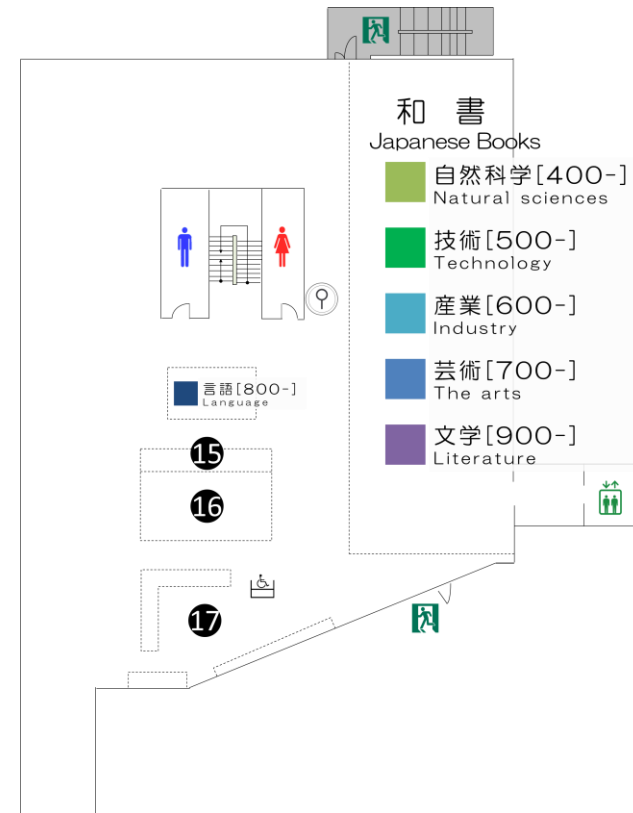 和 書
Japanese Books
自然科学[400-]
Natural sciences
技術[500-]
Technology
産業[600-]
Industry
芸術[700-]
The arts
文学[900-]
Literature
言語[800-]
Language
15
16
17